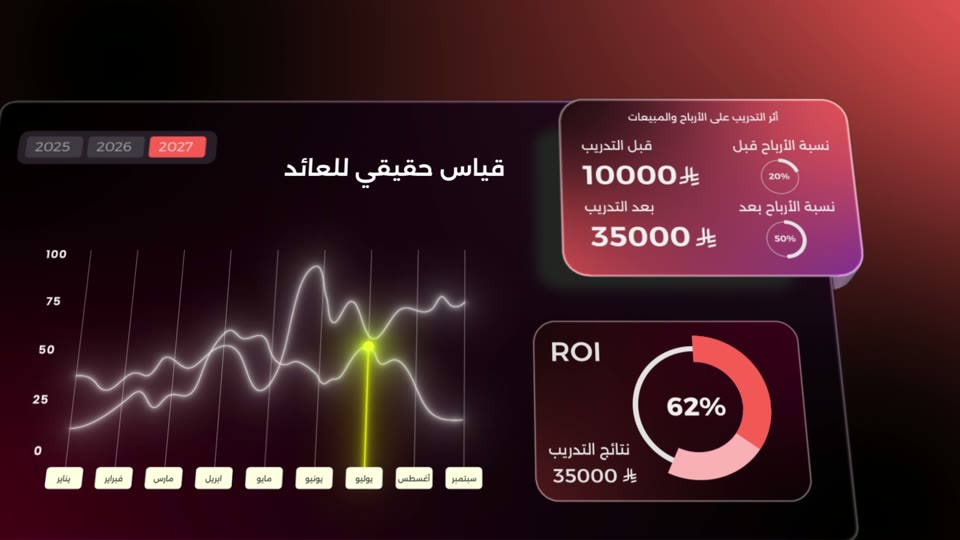 أثر التدريب على الأرباح والمبيعات
نسبة الأرباح قبل
قبل التدريب
20%
10000
نسبة الأرباح بعد
بعد التدريب
50%
35000
2025 2026 2027
قياس حقيقي للعائد
100
75
50
25
0
يناير فبراير مارس ابريل مايو يونيو يوليو أغسطس سبتمبر
ROI
62%
نتائج التدريب
35000